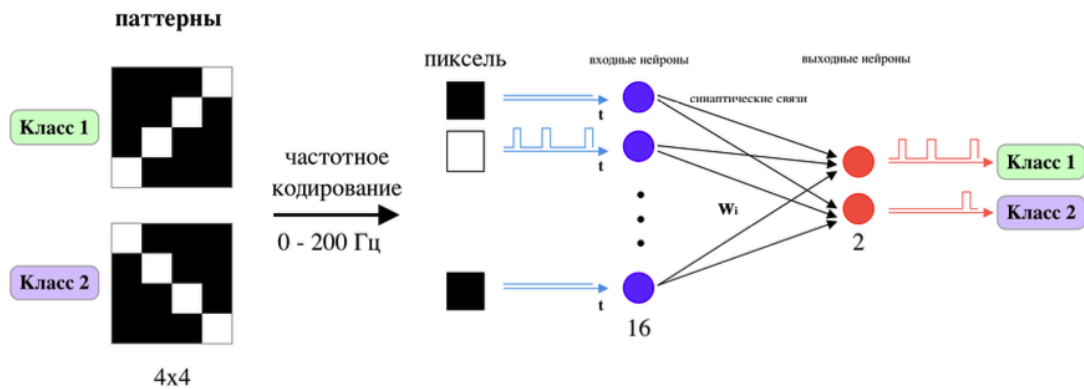 паттерны
Класс 1
Класс 2
4x4
частотное
кодирование
0 - 200 Гц
пиксель
t
t
t
входные нейроны
16
синаптические связи
wi
выходные нейроны
2
Класс 1
Класс 2